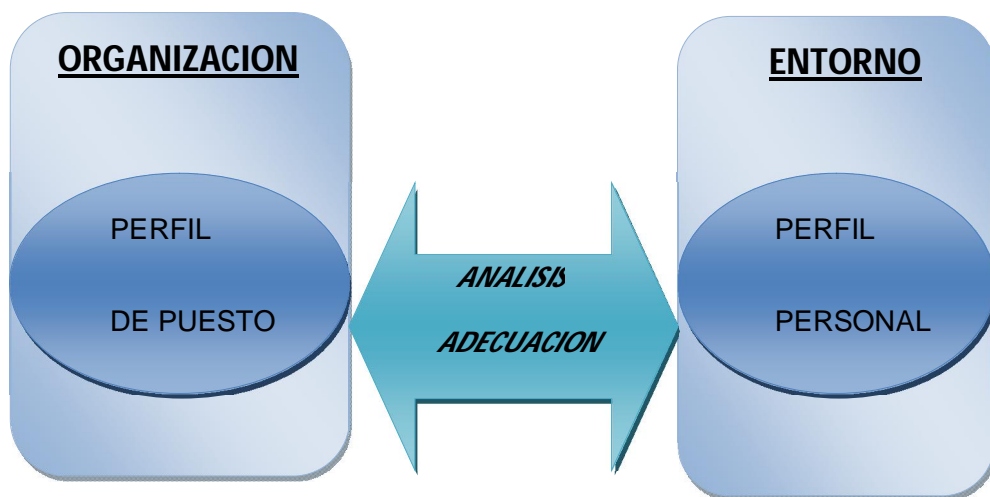 ORGANIZACION
PERFIL
DE PUESTO
ANALISIS
ADECUACION
ENTORNO
PERFIL
PERSONAL